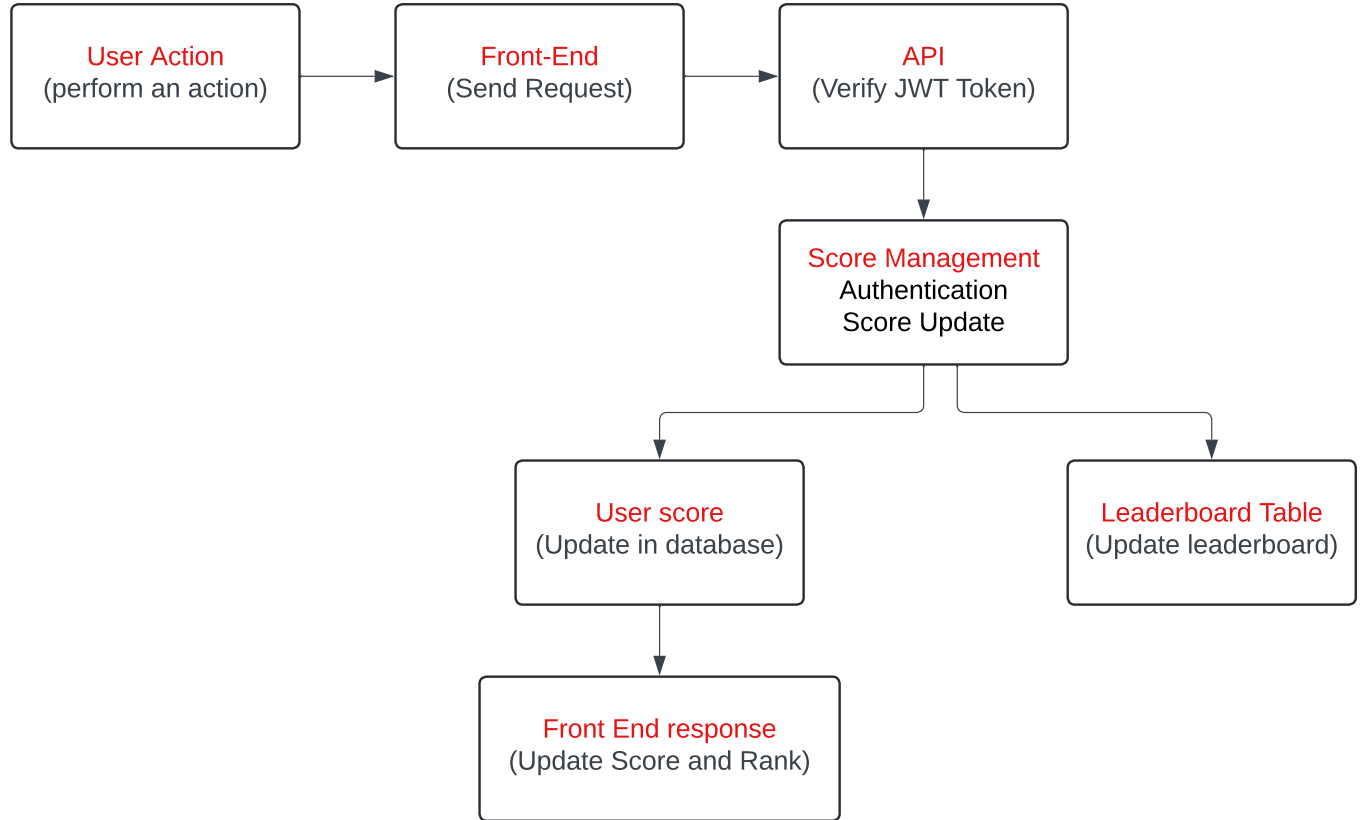 User Action
(perform an action)
Front-End
(Send Request)
API
(Verify JWT Token)
Score Management
Authentication
Score Update
User score
(Update in database)
Leaderboard Table
(Update leaderboard)
Front End response
(Update Score and Rank)